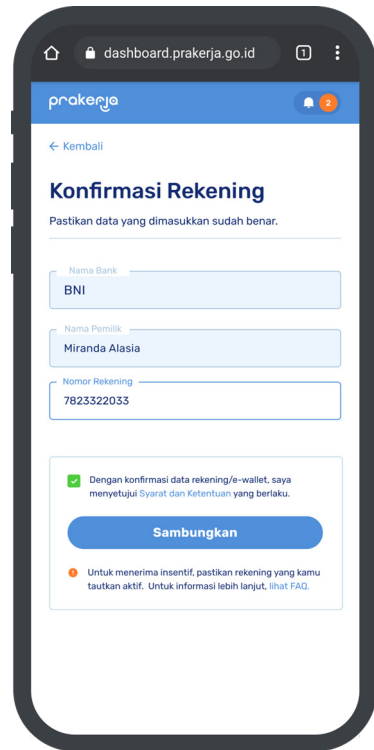 dashboard.prakerja.go.id
1
prakerja
2
← Kembali
Konfirmasi Rekening
Pastikan data yang dimasukkan sudah benar.
Nama Bank
BNI
Nama Pemilik
Miranda Alasia
Nomor Rekening
7823322033
Dengan konfirmasi data rekening/e-wallet, saya
menyetujui Syarat dan Ketentuan yang berlaku.
Sambungkan
Untuk menerima insentif, pastikan rekening yang kamu
tautkan aktif. Untuk informasi lebih lanjut, lihat FAQ.